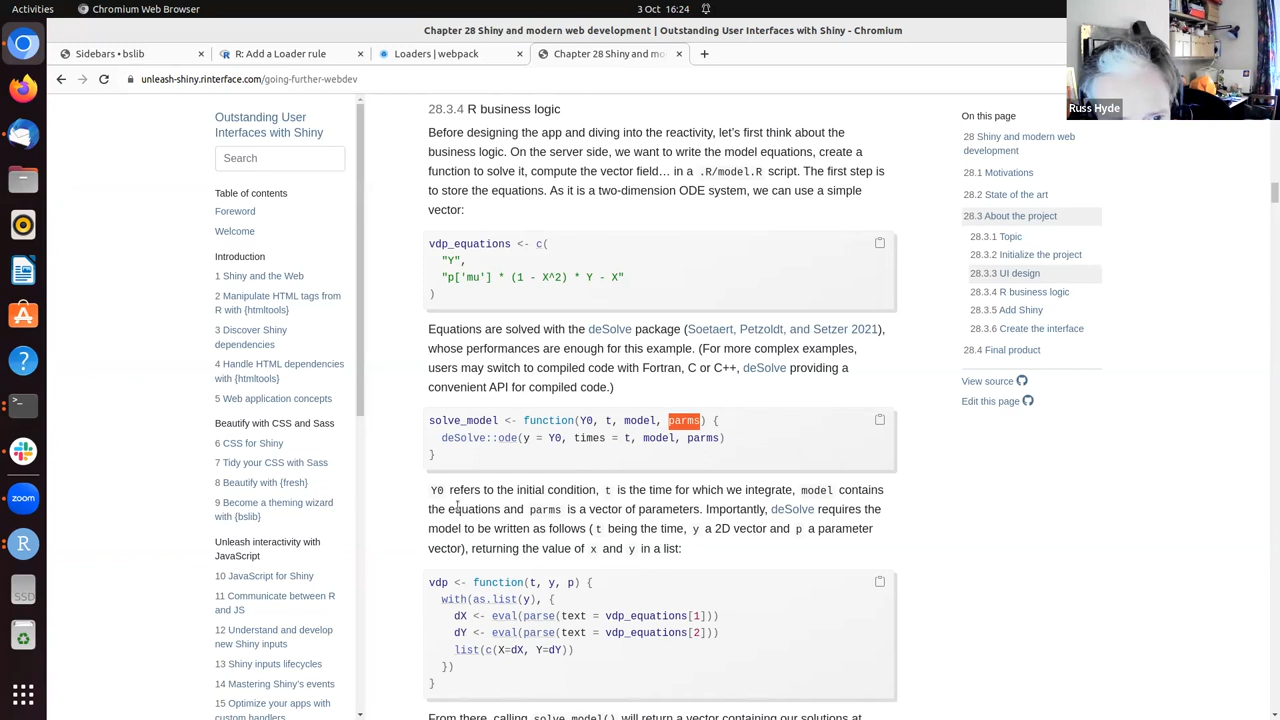 Activities
Chromium Web Browser
3 Oct 16:24
Chapter 28 Shiny and modern web development | Outstanding User Interfaces with Shiny - Chromium
Sidebars • bslib
R: Add a Loader rule
Loaders | webpack
Chapter 28 Shiny and mo
unleash-shiny.rinterface.com/going-further-webdev
Russ Hyde
Outstanding User
Interfaces with Shiny
Search
Table of contents
Foreword
Welcome
Introduction
1 Shiny and the Web
2 Manipulate HTML tags from
R with {htmltools}
3 Discover Shiny
dependencies
4 Handle HTML dependencies
with {htmltools}
5 Web application concepts
Beautify with CSS and Sass
6 CSS for Shiny
7 Tidy your CSS with Sass
8 Beautify with {fresh}
9 Become a theming wizard
with {bslib}
Unleash interactivity with
JavaScript
10 JavaScript for Shiny
11 Communicate between R
and JS
12 Understand and develop
new Shiny inputs
13 Shiny inputs lifecycles
14 Mastering Shiny's events
15 Optimize your apps with
custom handlers
28.3.4 R business logic
Before designing the app and diving into the reactivity, let's first think about the
business logic. On the server side, we want to write the model equations, create a
function to solve it, compute the vector field… in a .R/model.R script. The first step is
to store the equations. As it is a two-dimension ODE system, we can use a simple
vector:
vdp_equations <- c(
"Y",
"p['mu'] * (1 - X^2) * Y - X"
)
Equations are solved with the deSolve package (Soetaert, Petzoldt, and Setzer 2021),
whose performances are enough for this example. (For more complex examples,
users may switch to compiled code with Fortran, C or C++, deSolve providing a
convenient API for compiled code.)
solve_model <- function(Y0, t, model, parms) {
deSolve::ode(y = Y0, times = t, model, parms)
}
Y0 refers to the initial condition, t is the time for which we integrate, model contains
the equations and parms is a vector of parameters. Importantly, deSolve requires the
model to be written as follows ( t being the time, y a 2D vector and p a parameter
vector), returning the value of x and y in a list:
vdp <- function(t, y, p) {
with(as.list(y), {
dX <- eval(parse(text = vdp_equations[1]))
dY <- eval(parse(text = vdp_equations[2]))
list(c(X=dX, Y=dY))
})
}
From there, calling solve_model() will return a vector containing our solutions at
On this page
28 Shiny and modern web
development
28.1 Motivations
28.2 State of the art
28.3 About the project
28.3.1 Topic
28.3.2 Initialize the project
28.3.3 UI design
28.3.4 R business logic
28.3.5 Add Shiny
28.3.6 Create the interface
28.4 Final product
View source
Edit this page
zoom
R
SSD